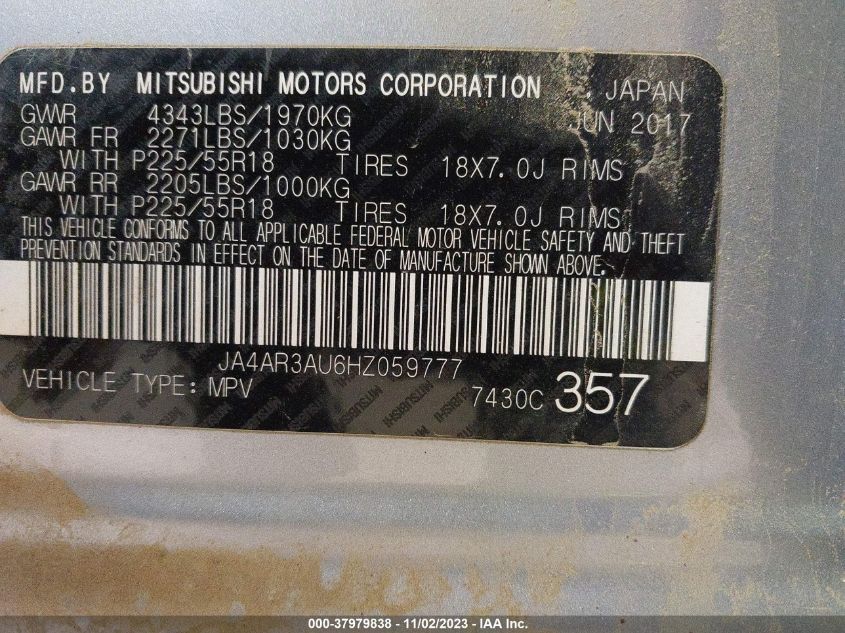 MFD.BY MITSUBISHI MOTORS CORPORATION , JAPAN
GVWR 4343LBS/1970KG JUN 2017
GAWR FR 2271LBS/1030KG
WITH P225/55R18 TIRES 18X7.0J RIMS
GAWR RR 2205LBS/1000KG
WITH P225/55R18 TIRES 18X7.0J RIMS
THIS VEHICLE CONFORMS TO ALL APPLICABLE FEDERAL MOTOR VEHICLE SAFETY AND THEFT
PREVENTION STANDARDS IN EFFECT ON THE DATE OF MANUFACTURE SHOWN ABOVE.
JA4AR3AU6HZ059777
VEHICLE TYPE: MPV 7430C 357
000-37979838 - 11/02/2023 - IAA Inc.